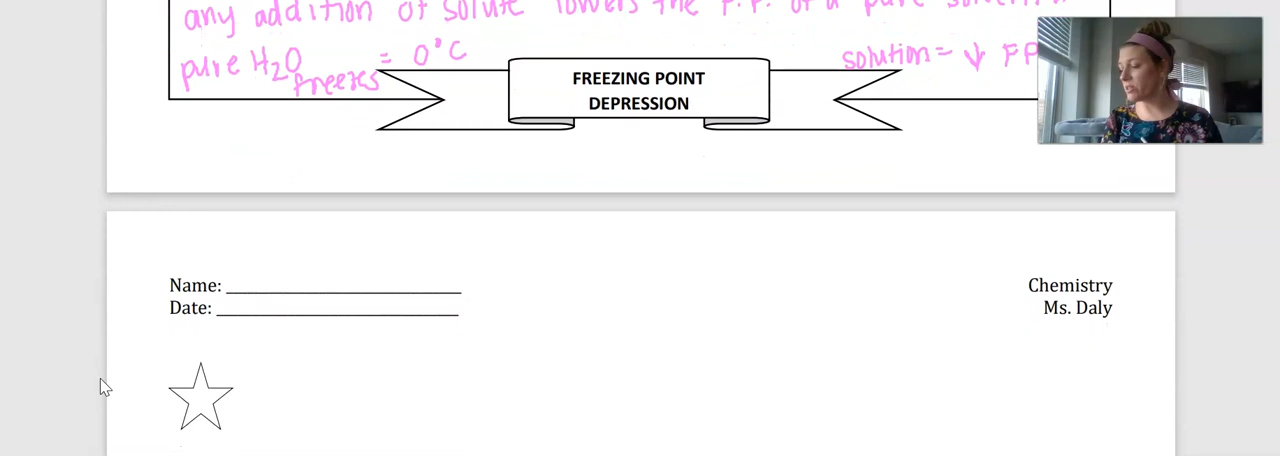 any addition of solute lowers the F.P. of a pure solvent.
pure H₂O freezes = 0°C
solution = ↓ FP
FREEZING POINT
DEPRESSION
Name:
Chemistry
Date:
Ms. Daly